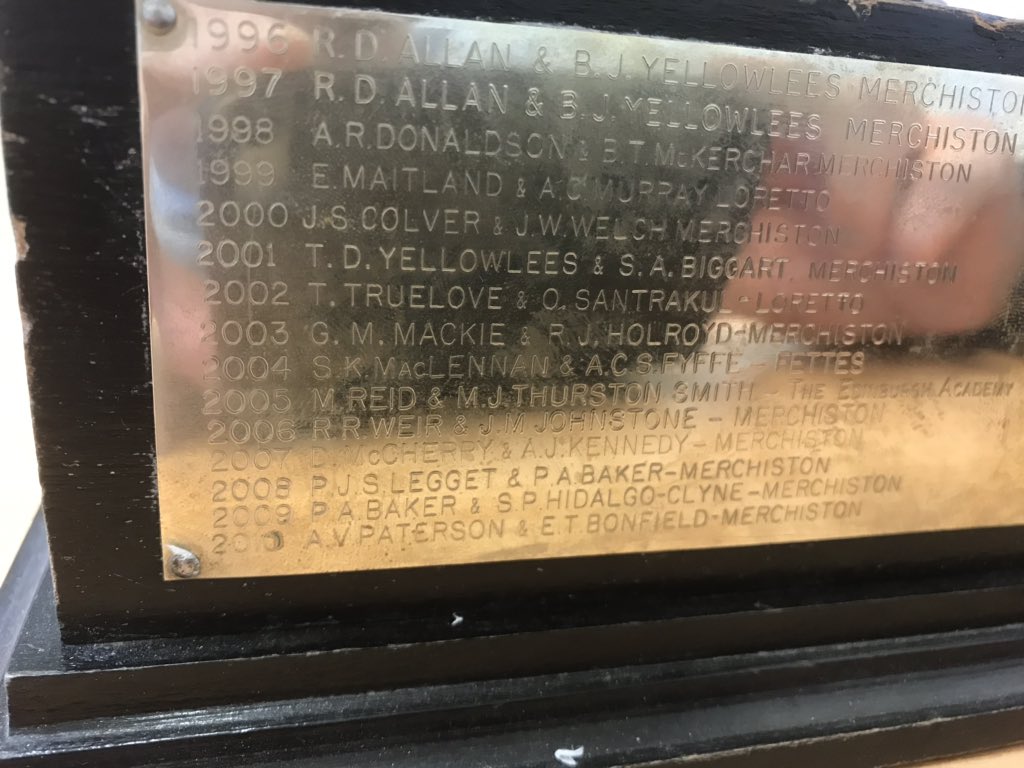 1996 R.D. ALLAN & B.J. YELLOWLEES MERCHISTON
1997 R.D. ALLAN & B.J. YELLOWLEES MERCHISTON
1998 A.R. DONALDSON & B.T. McKERCHAR MERCHISTON
1999 E. MAITLAND & A.C. MURRAY LORETTO
2000 J.S. COLVER & J.W. WELSH MERCHISTON
2001 T.D. YELLOWLEES & S.A. BIGGART, MERCHISTON
2002 T. TRUELOVE & O. SANTRAKUL - LORETTO
2003 G.M. MACKIE & R.J. HOLROYD-MERCHISTON
2004 S.K. MacLENNAN & A.C.S. FYFFE - FETTES
2005 M. REID & M.J. THURSTON SMITH - THE EDINBURGH ACADEMY
2006 R.R. WEIR & J.M. JOHNSTONE - MERCHISTON
2007 D. McCHERRY & A.J. KENNEDY - MERCHISTON
2008 P.J.S. LEGGET & P.A. BAKER-MERCHISTON
2009 P.A. BAKER & S.P. HIDALGO-CLYNE-MERCHISTON
2010 A.V. PATERSON & E.T. BONFIELD-MERCHISTON